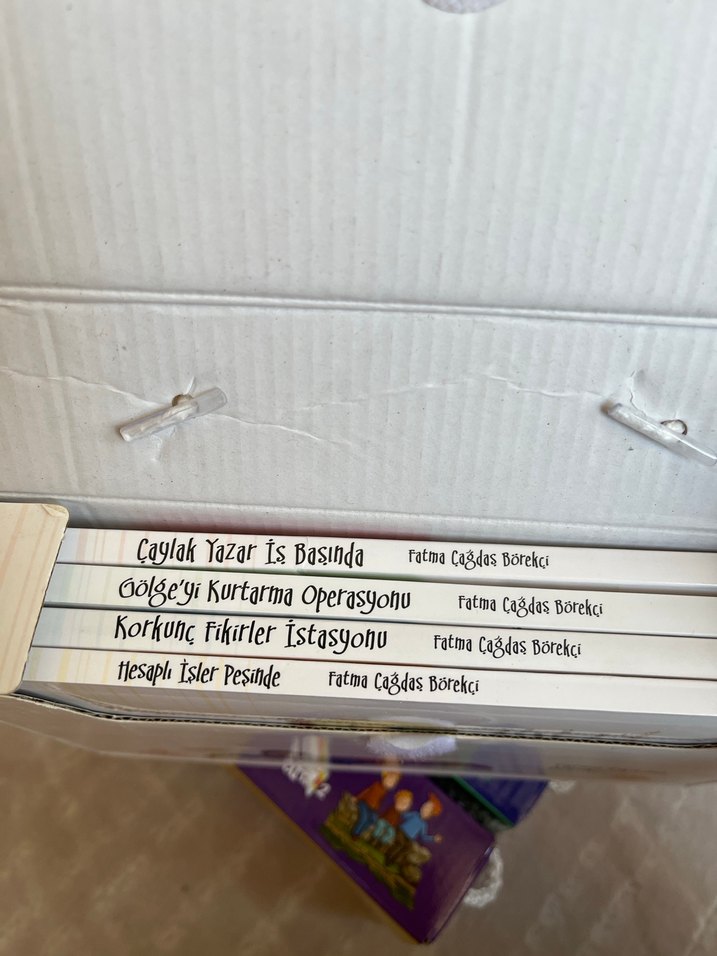 Çaylak Yazar İş Başında Fatma Çağdaş Börekçi
Gölge'yi Kurtarma Operasyonu Fatma Çağdaş Börekçi
Korkunç Fikirler İstasyonu Fatma Çağdaş Börekçi
Hesaplı İşler Peşinde Fatma Çağdaş Börekçi